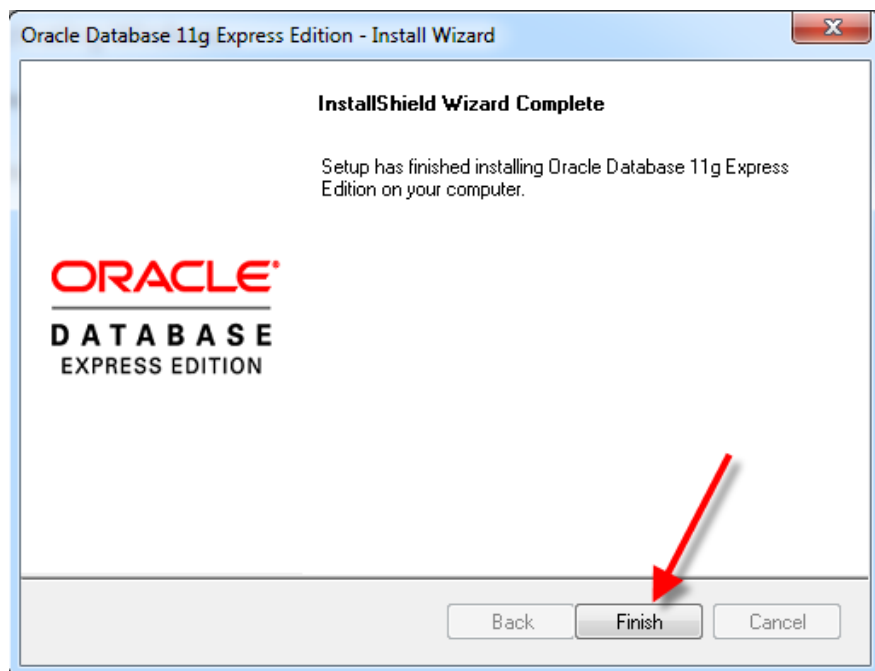 Oracle Database 11g Express Edition - Install Wizard
InstallShield Wizard Complete
Setup has finished installing Oracle Database 11g Express
Edition on your computer.
ORACLE
DATABASE
EXPRESS EDITION
Back
Finish
Cancel